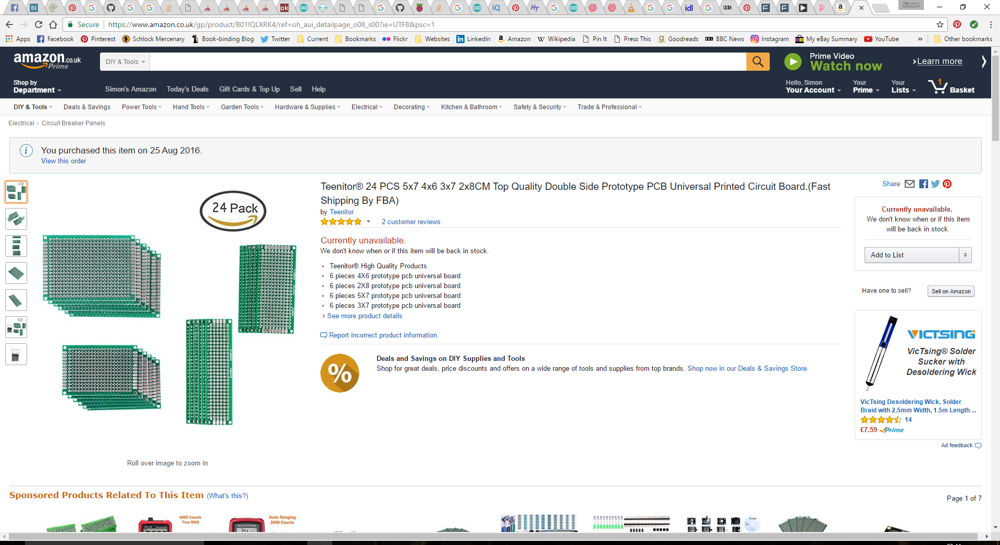 Simon
Secure
https://www.amazon.co.uk/gp/product/B01IQLXRK4/ref=oh_aui_detailpage_o08_s00?ie=UTF8&psc=1
Apps Facebook Pinterest Schlock Mercenary Book-binding Blog Twitter Current Bookmarks Flickr Websites LinkedIn Amazon Wikipedia Pin It Press This Goodreads BBC News Instagram My eBay Summary YouTube » Other bookmarks
amazon.co.uk
Prime
DIY & Tools
Prime Video
Watch now
›Learn more
Shop by
Department
Simon's Amazon Today's Deals Gift Cards & Top Up Sell Help
Hello, Simon
Your Account
Your
Prime
Your
Lists
1
Basket
DIY & Tools Deals & Savings Power Tools Hand Tools Garden Tools Hardware & Supplies Electrical Decorating Kitchen & Bathroom Safety & Security Trade & Professional
Electrical › Circuit Breaker Panels
You purchased this item on 25 Aug 2016.
View this order
24 Pack
Roll over image to zoom in
Teenitor® 24 PCS 5x7 4x6 3x7 2x8CM Top Quality Double Side Prototype PCB Universal Printed Circuit Board.(Fast
Shipping By FBA)
by Teenitor
2 customer reviews
Currently unavailable.
We don't know when or if this item will be back in stock.
Teenitor® High Quality Products.
6 pieces 4X6 prototype pcb universal board
6 pieces 2X8 prototype pcb universal board
6 pieces 5X7 prototype pcb universal board
6 pieces 3X7 prototype pcb universal board
› See more product details
Report incorrect product information.
%
Deals and Savings on DIY Supplies and Tools
Shop for great deals, price discounts and offers on a wide range of tools and supplies from top brands. Shop now in our Deals & Savings Store
Share
Currently unavailable.
We don't know when or if this item
will be back in stock.
Add to List
Have one to sell?
Sell on Amazon
VICTSING
VicTsing® Solder
Sucker with
Desoldering Wick
VicTsing Desoldering Wick, Solder
Braid with 2.5mm Width, 1.5m Length ...
14
£7.59 Prime
Ad feedback
Sponsored Products Related To This Item (What's this?)
Page 1 of 7
6000 Counts
True RMS
Auto-Ranging
2000 Counts